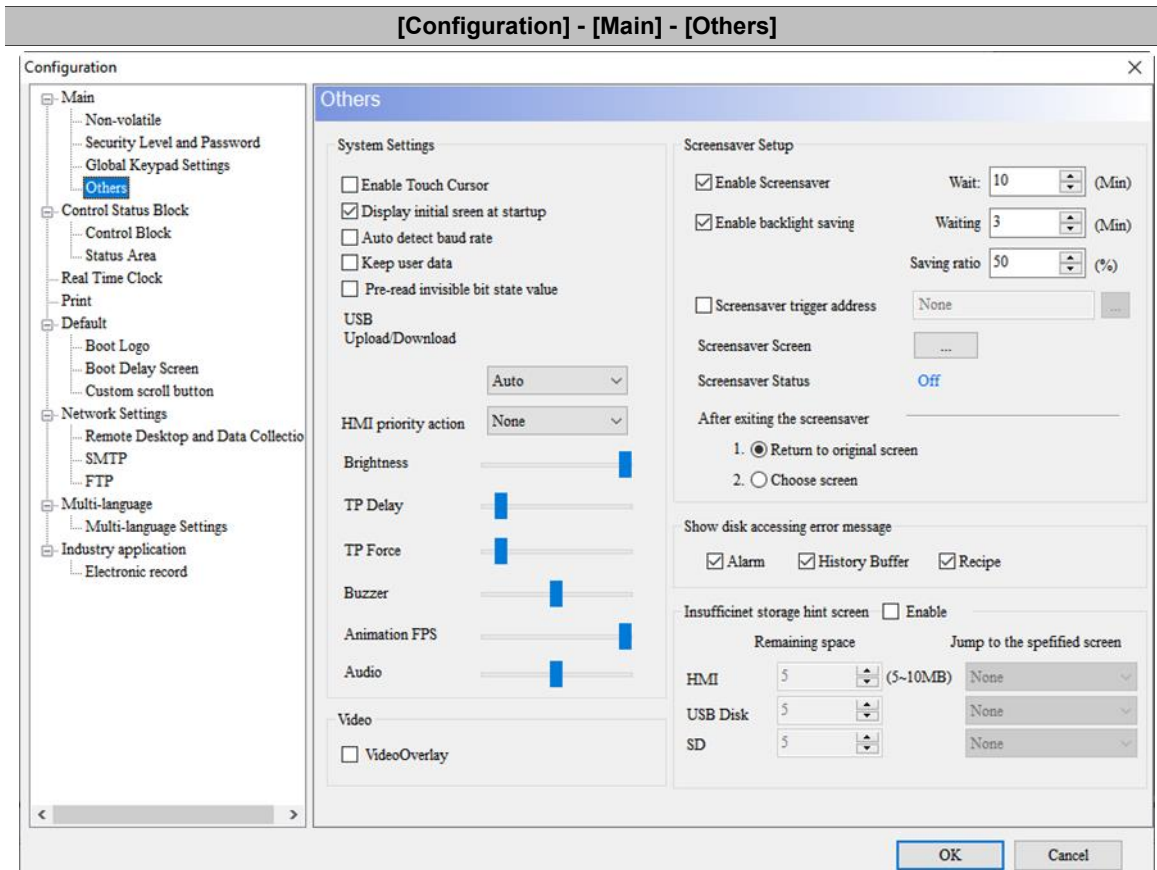 [Configuration] - [Main] - [Others]
Configuration
Main
Non-volatile
Security Level and Password
Global Keypad Settings
Others
Control Status Block
Control Block
Status Area
Real Time Clock
Print
Default
Boot Logo
Boot Delay Screen
Custom scroll button
Network Settings
Remote Desktop and Data Collectio
SMTP
FTP
Multi-language
Multi-language Settings
Industry application
Electronic record
Others
System Settings
Enable Touch Cursor
Display initial sreen at startup
Auto detect baud rate
Keep user data
Pre-read invisible bit state value
USB
Upload/Download
Auto
HMI priority action None
Brightness
TP Delay
TP Force
Buzzer
Animation FPS
Audio
Video
VideoOverlay
Screensaver Setup
Enable Screensaver Wait: 10 (Min)
Enable backlight saving Waiting 3 (Min)
Saving ratio 50 (%)
Screensaver trigger address None ...
Screensaver Screen ...
Screensaver Status Off
After exiting the screensaver
1. Return to original screen
2. Choose screen
Show disk accessing error message
Alarm History Buffer Recipe
Insufficinet storage hint screen Enable
Remaining space Jump to the spefified screen
HMI 5 (5~10MB) None
USB Disk 5 None
SD 5 None
OK Cancel